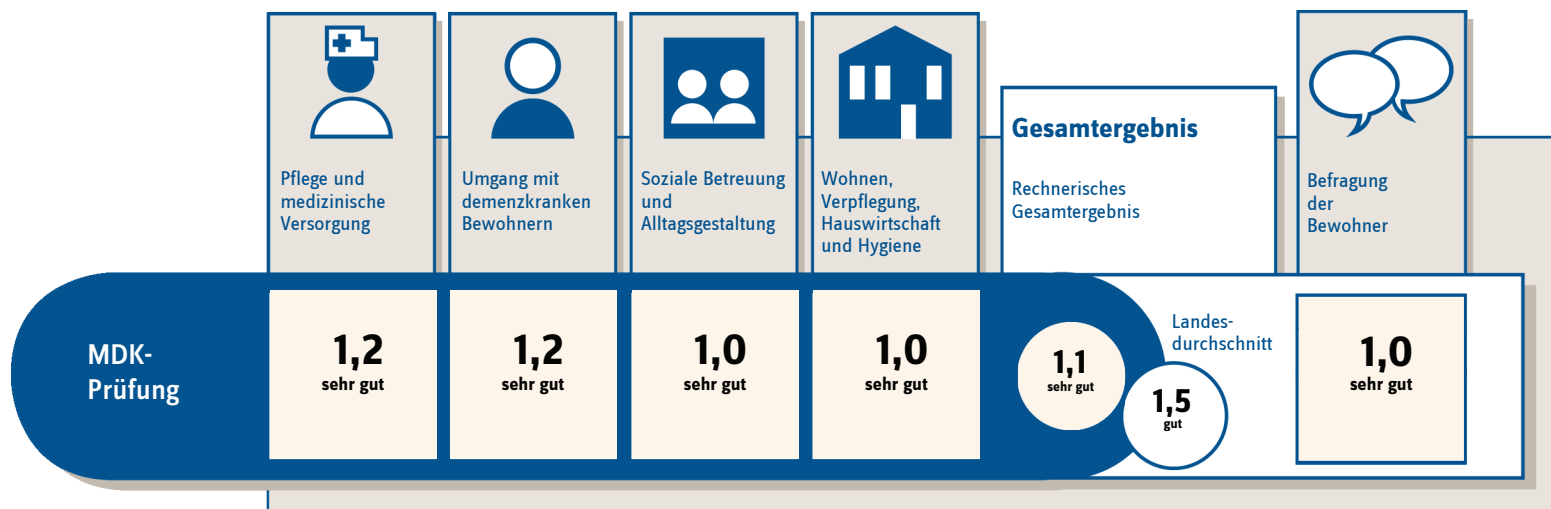 Pflege und
medizinische
Versorgung
Umgang mit
demenzkranken
Bewohnern
Soziale Betreuung
und
Alltagsgestaltung
Wohnen,
Verpflegung,
Hauswirtschaft
und Hygiene
Gesamtergebnis
Rechnerisches
Gesamtergebnis
Befragung
der
Bewohner
MDK-
Prüfung
1,2
sehr gut
1,2
sehr gut
1,0
sehr gut
1,0
sehr gut
1,1
sehr gut
Landes-
durchschnitt
1,5
gut
1,0
sehr gut